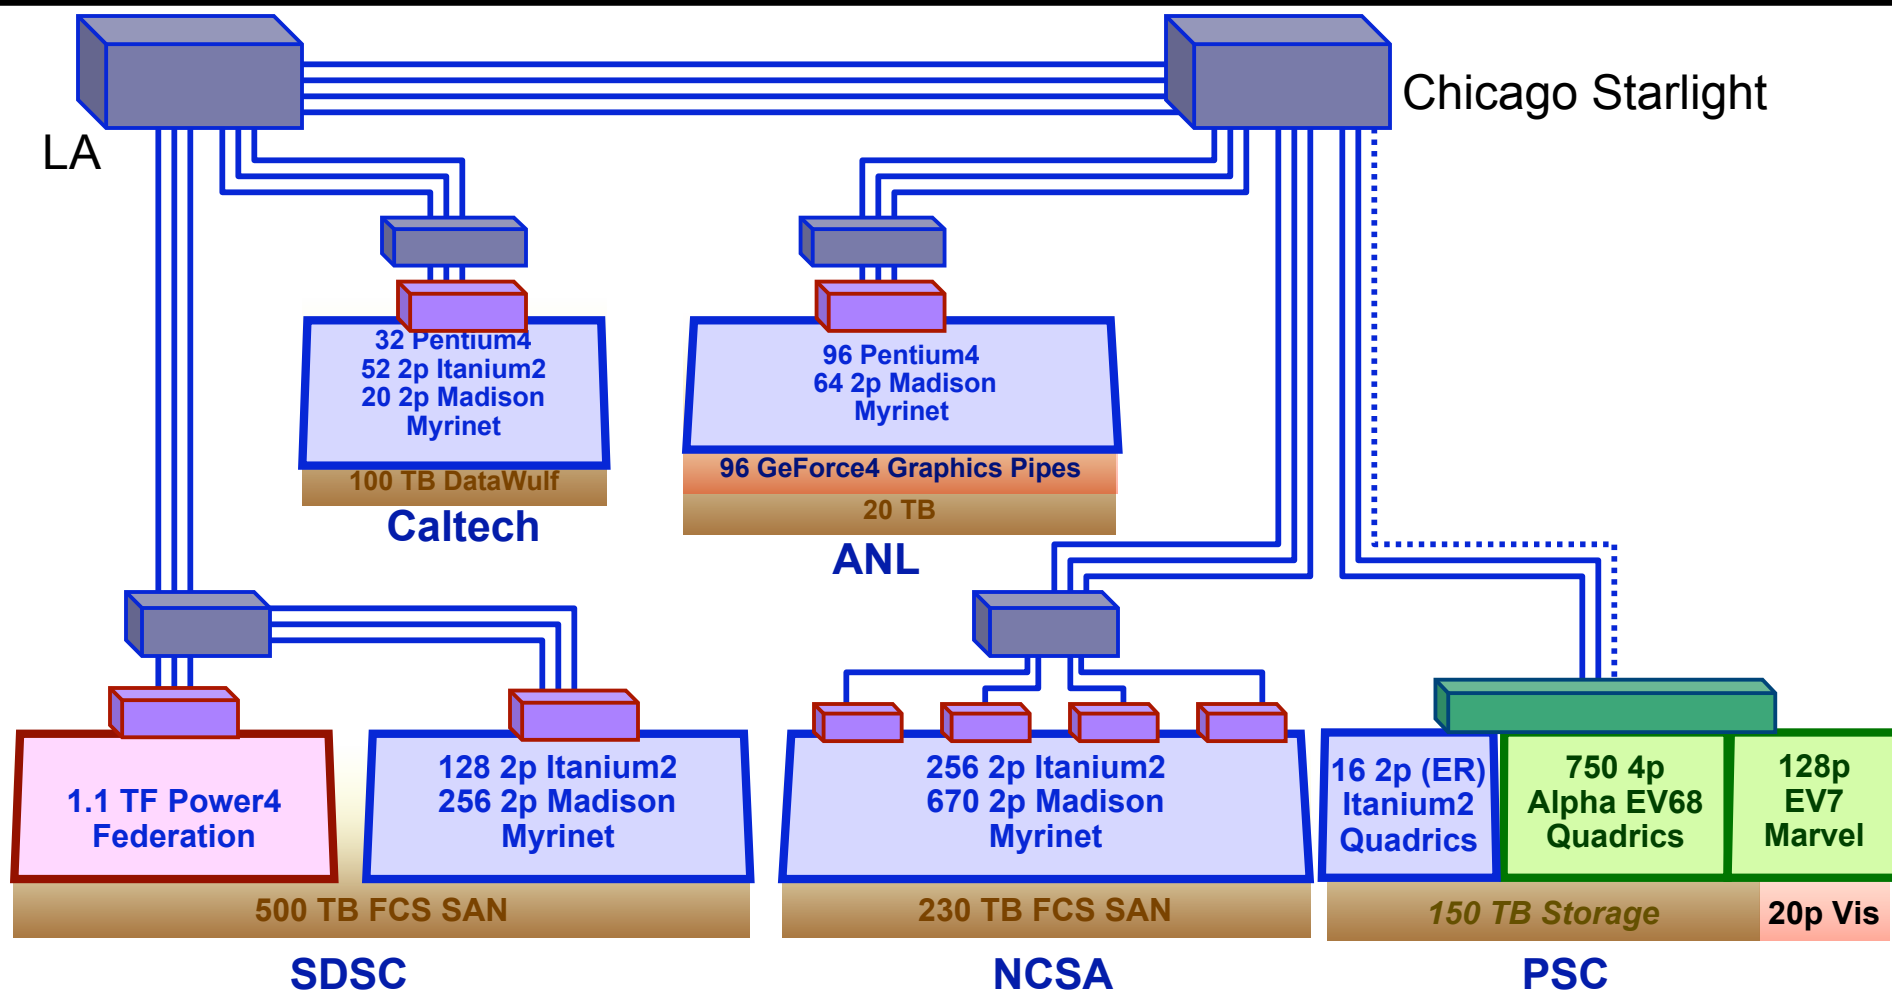 LA
Chicago Starlight
32 Pentium4
52 2p Itanium2
20 2p Madison
Myrinet
100 TB DataWulf
Caltech
96 Pentium4
64 2p Madison
Myrinet
96 GeForce4 Graphics Pipes
20 TB
ANL
1.1 TF Power4
Federation
128 2p Itanium2
256 2p Madison
Myrinet
500 TB FCS SAN
SDSC
256 2p Itanium2
670 2p Madison
Myrinet
230 TB FCS SAN
NCSA
16 2p (ER)
Itanium2
Quadrics
750 4p
Alpha EV68
Quadrics
128p
EV7
Marvel
150 TB Storage
20p Vis
PSC